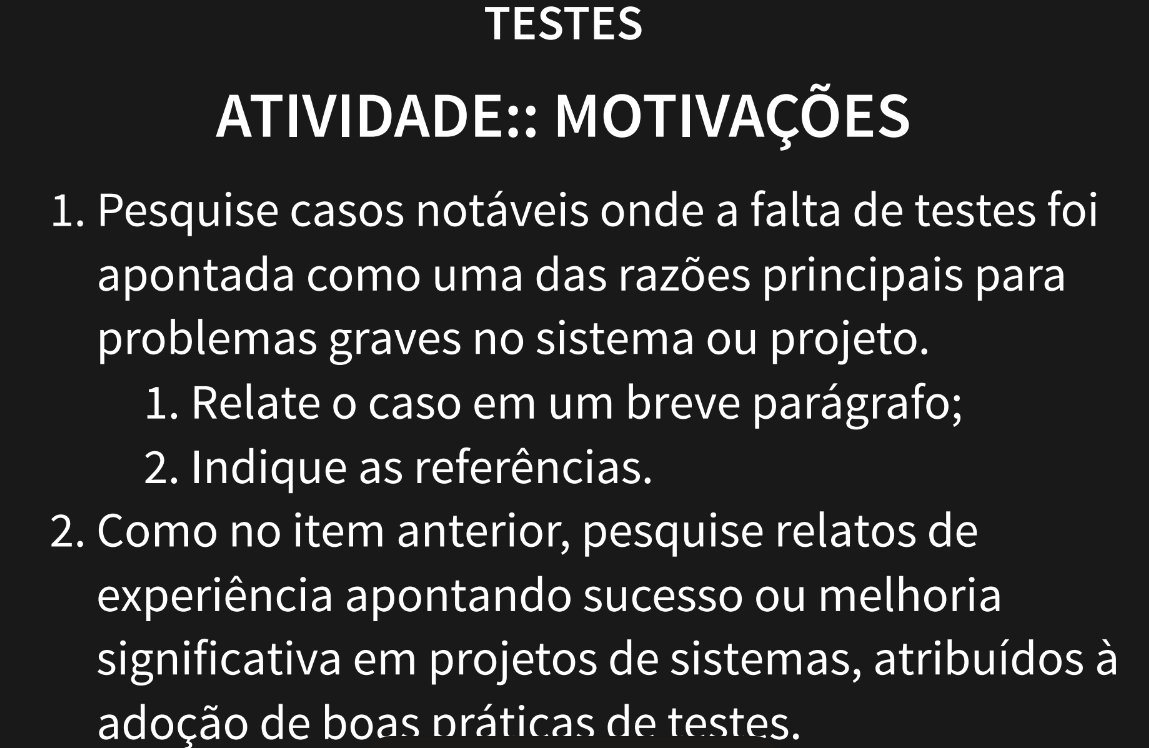 TESTES
ATIVIDADE:: MOTIVAÇÕES
1. Pesquise casos notáveis onde a falta de testes foi
apontada como uma das razões principais para
problemas graves no sistema ou projeto.
1. Relate o caso em um breve parágrafo;
2. Indique as referências.
2. Como no item anterior, pesquise relatos de
experiência apontando sucesso ou melhoria
significativa em projetos de sistemas, atribuídos à
adoção de boas práticas de testes.